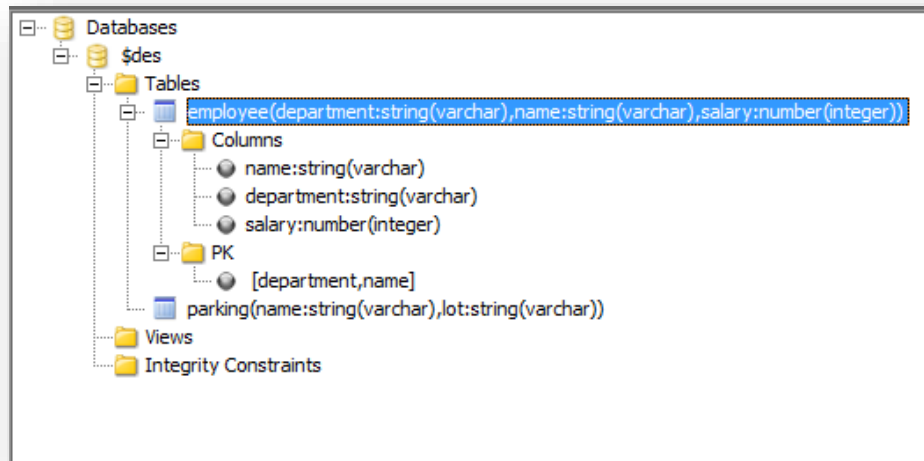 Databases
$des
Tables
employee(department:string(varchar),name:string(varchar),salary:number(integer))
Columns
name:string(varchar)
department:string(varchar)
salary:number(integer)
PK
[department,name]
parking(name:string(varchar),lot:string(varchar))
Views
Integrity Constraints